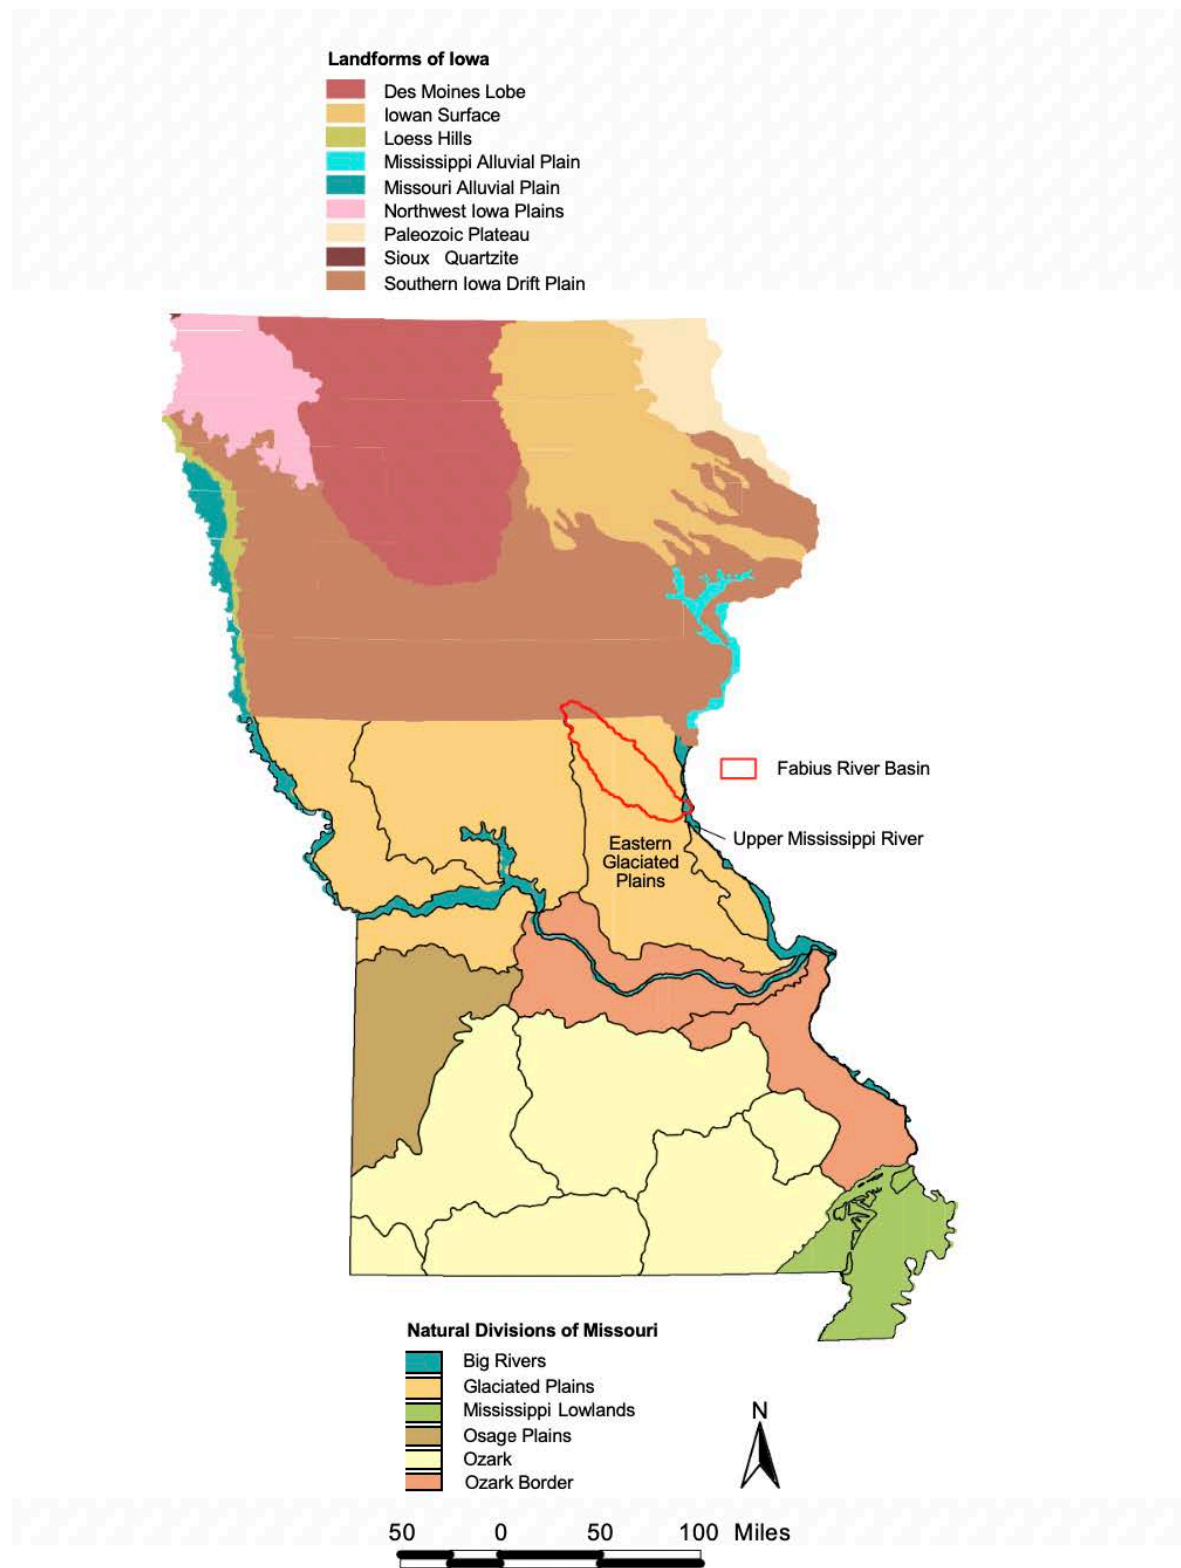 Landforms of Iowa
Des Moines Lobe
Iowan Surface
Loess Hills
Mississippi Alluvial Plain
Missouri Alluvial Plain
Northwest Iowa Plains
Paleozoic Plateau
Sioux Quartzite
Southern Iowa Drift Plain
Fabius River Basin
Upper Mississippi River
Eastern
Glaciated
Plains
Natural Divisions of Missouri
Big Rivers
Glaciated Plains
Mississippi Lowlands
Osage Plains
Ozark
Ozark Border
N
50 0 50 100 Miles